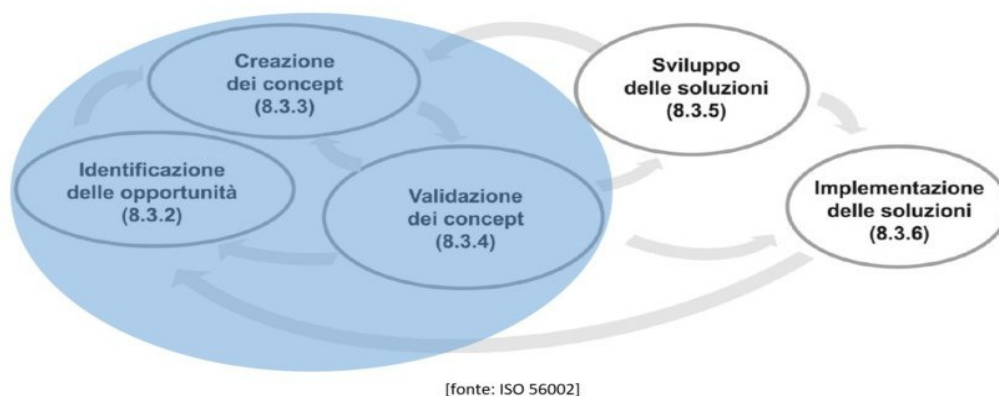 Creazione
dei concept
(8.3.3)
Sviluppo
delle soluzioni
(8.3.5)
Identificazione
delle opportunità
(8.3.2)
Validazione
dei concept
(8.3.4)
Implementazione
delle soluzioni
(8.3.6)
[fonte: ISO 56002]